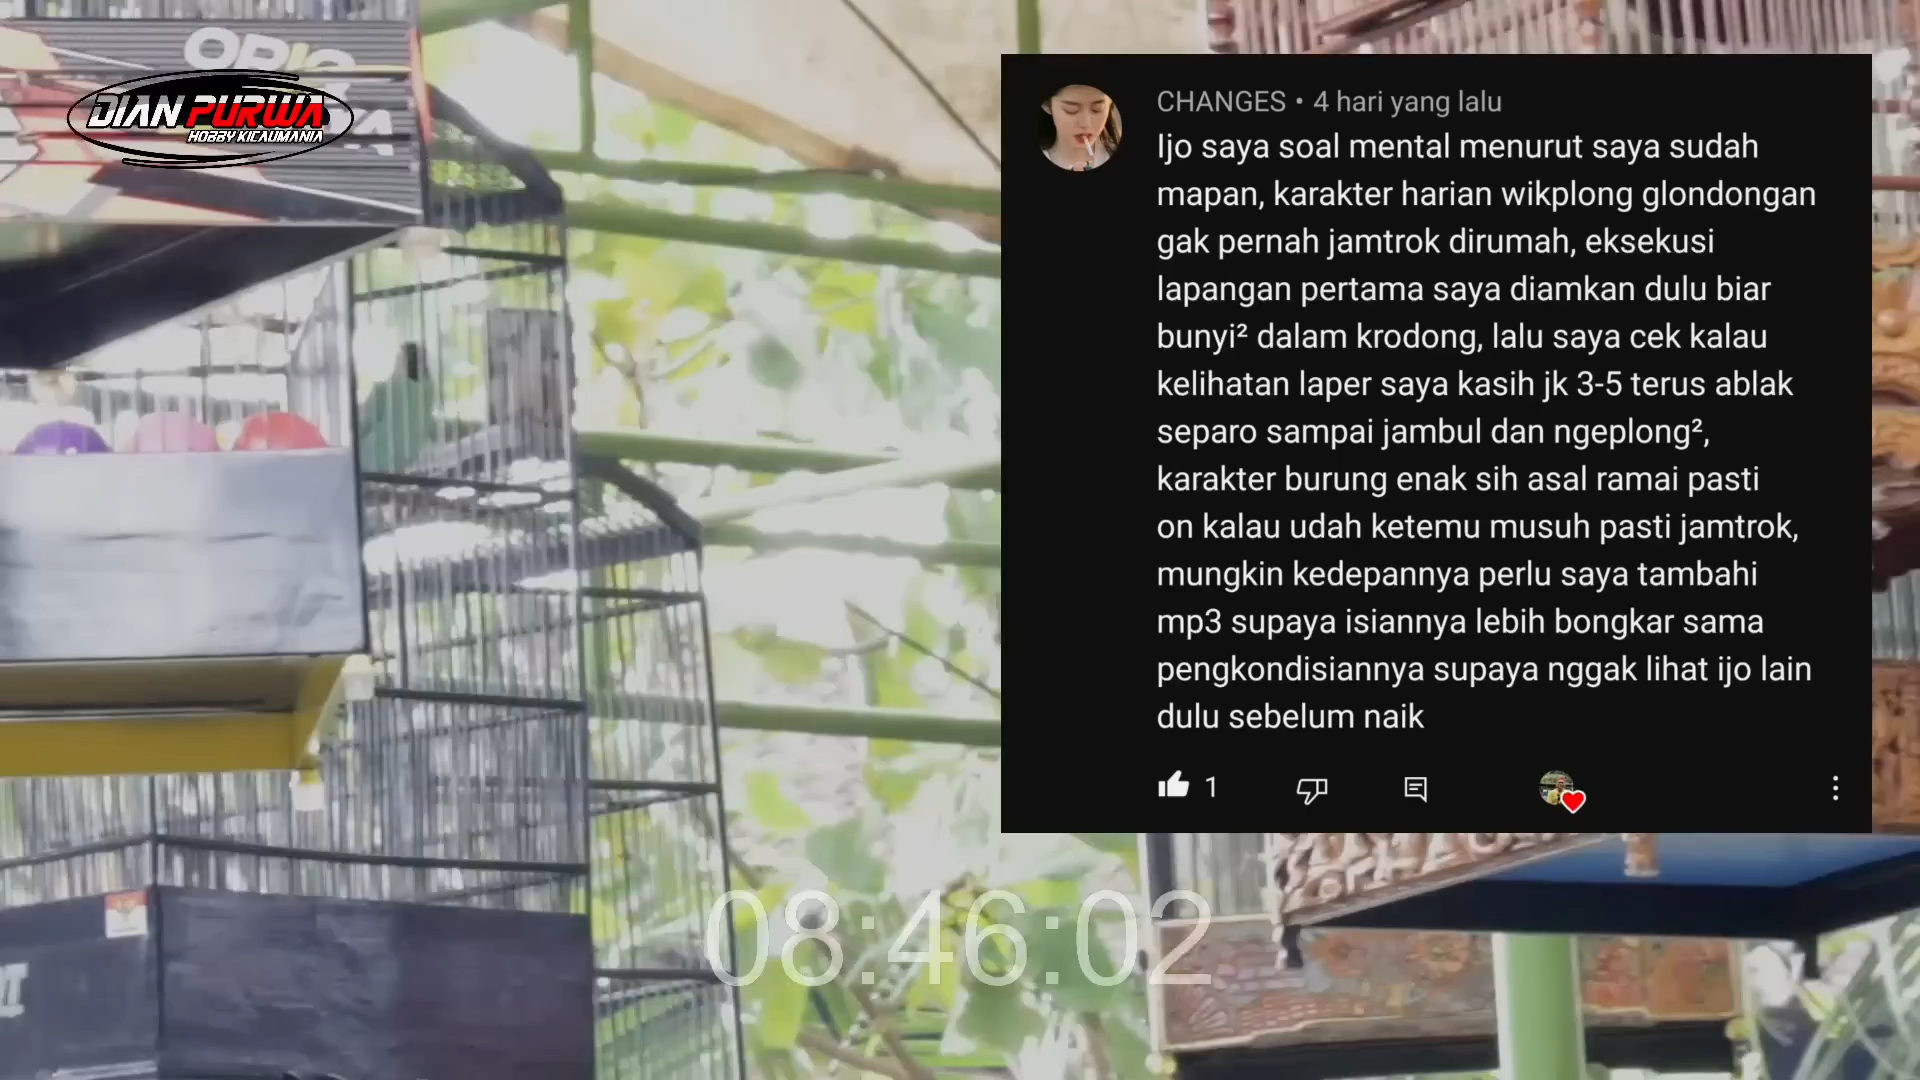 DIAN PURWA
HOBBY KICAUMANIA
CHANGES • 4 hari yang lalu
Ijo saya soal mental menurut saya sudah
mapan, karakter harian wikplong glondongan
gak pernah jamtrok dirumah, eksekusi
lapangan pertama saya diamkan dulu biar
bunyi² dalam krodong, lalu saya cek kalau
kelihatan laper saya kasih jk 3-5 terus ablak
separo sampai jambul dan ngeplong²,
karakter burung enak sih asal ramai pasti
on kalau udah ketemu musuh pasti jamtrok,
mungkin kedepannya perlu saya tambahi
mp3 supaya isiannya lebih bongkar sama
pengkondisiannya supaya nggak lihat ijo lain
dulu sebelum naik
1
08:46:02